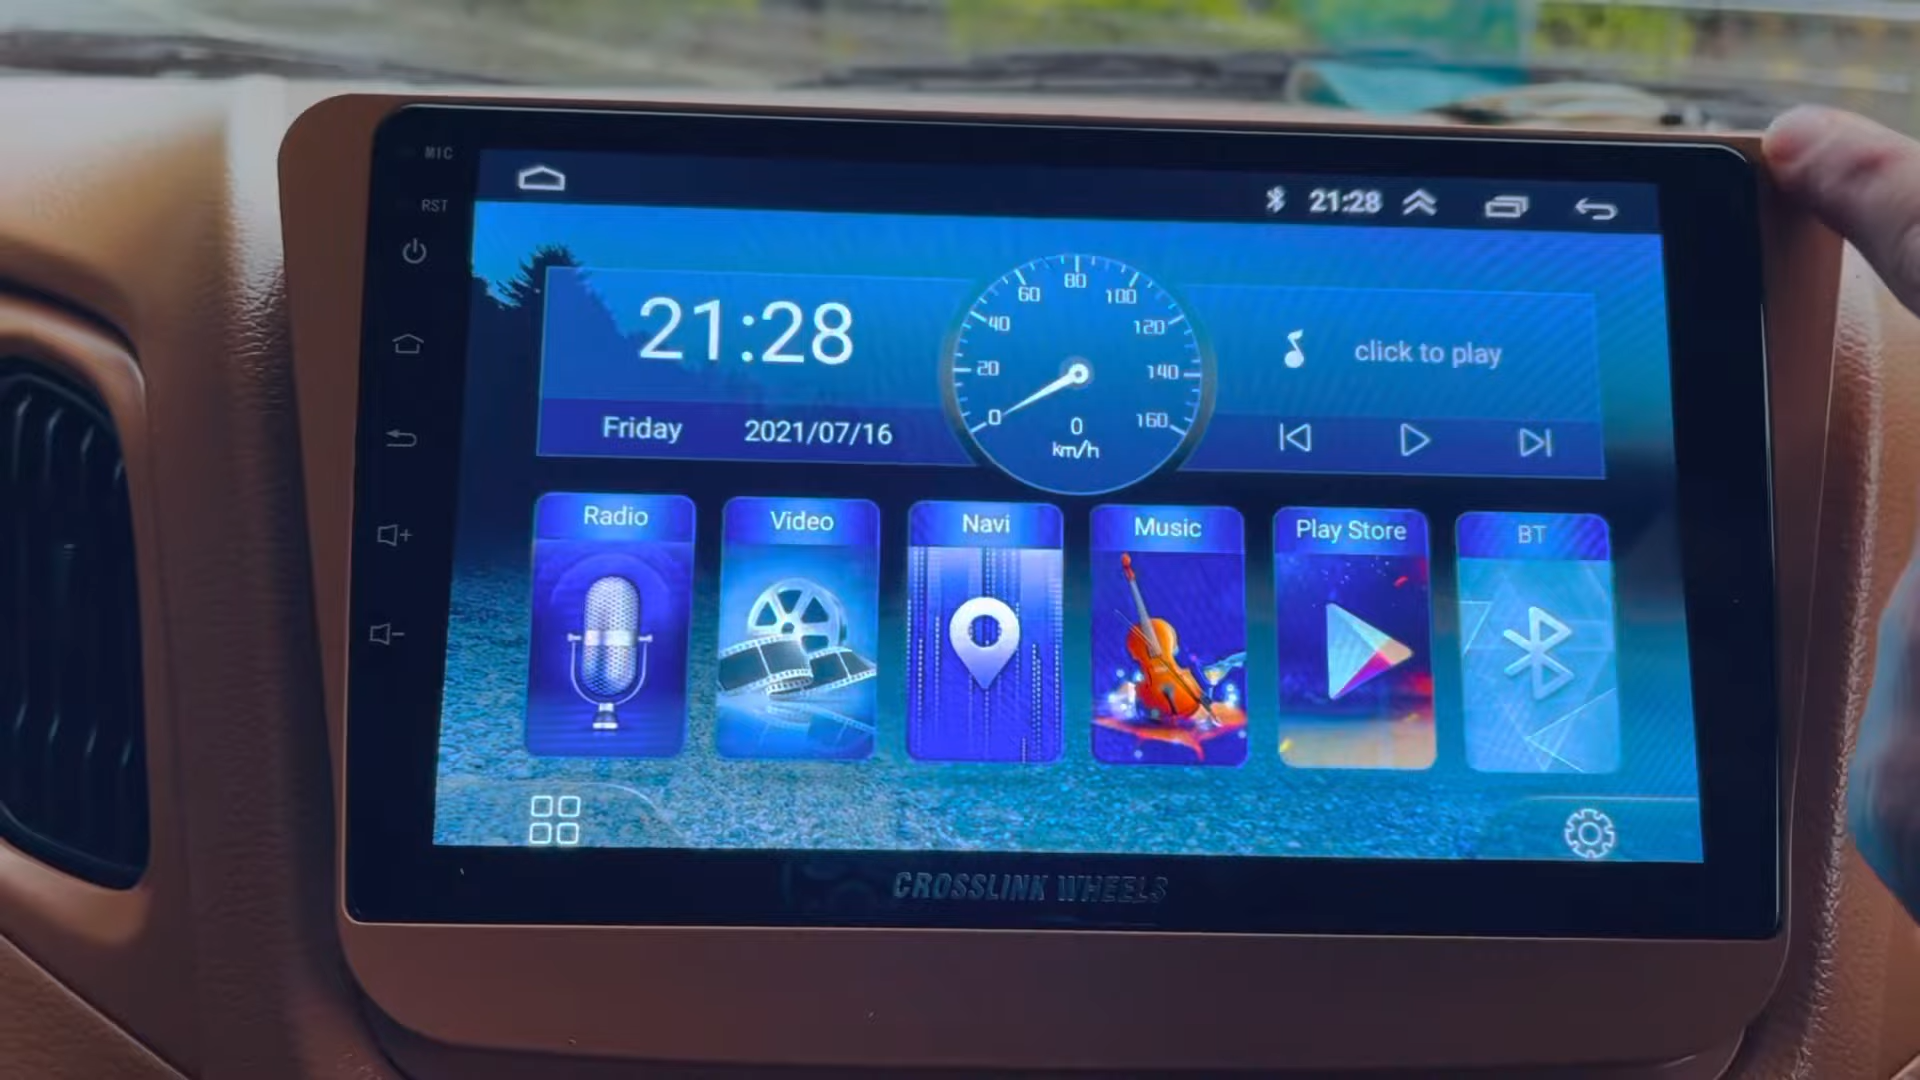 MIC
RST
21:28
21:28
Friday 2021/07/16
0 20 40 60 80 100 120 140 160
0
km/h
click to play
Radio
Video
Navi
Music
Play Store
BT
CROSSLINK WHEELS